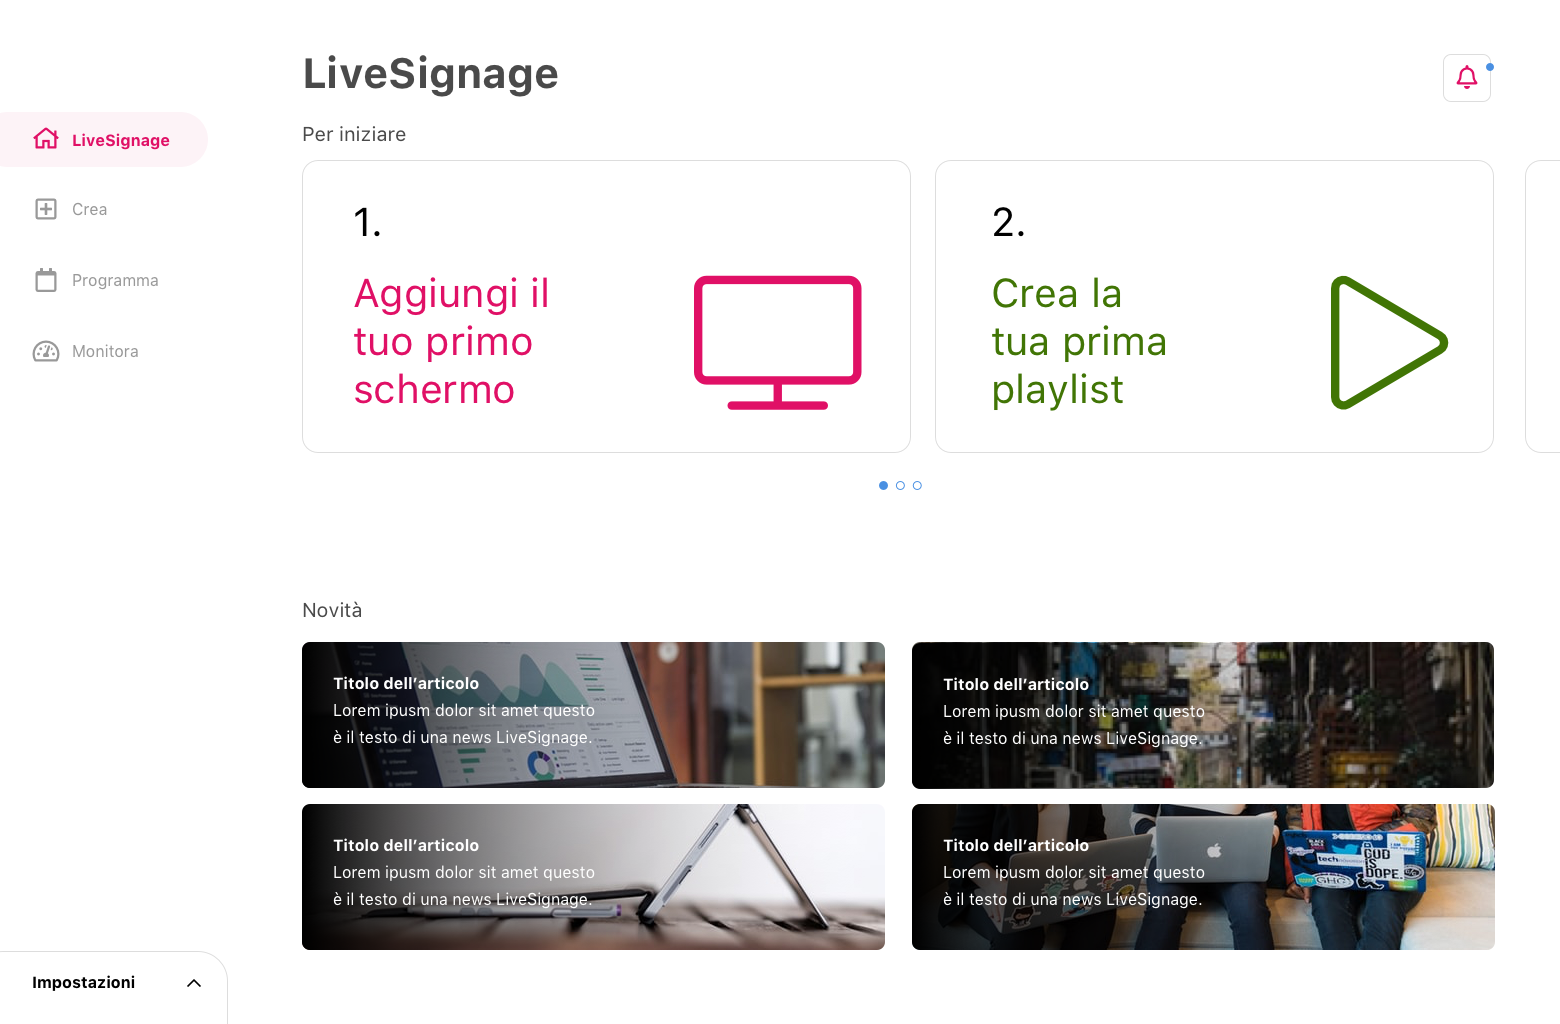 LiveSignage
LiveSignage
Crea
Programma
Monitora
Per iniziare
1.
Aggiungi il
tuo primo
schermo
2.
Crea la
tua prima
playlist
Novità
Titolo dell’articolo
Lorem ipusm dolor sit amet questo
è il testo di una news LiveSignage.
Titolo dell’articolo
Lorem ipusm dolor sit amet questo
è il testo di una news LiveSignage.
Titolo dell’articolo
Lorem ipusm dolor sit amet questo
è il testo di una news LiveSignage.
Titolo dell’articolo
Lorem ipusm dolor sit amet questo
è il testo di una news LiveSignage.
tech
GOD
IS
DOPE.
Impostazioni